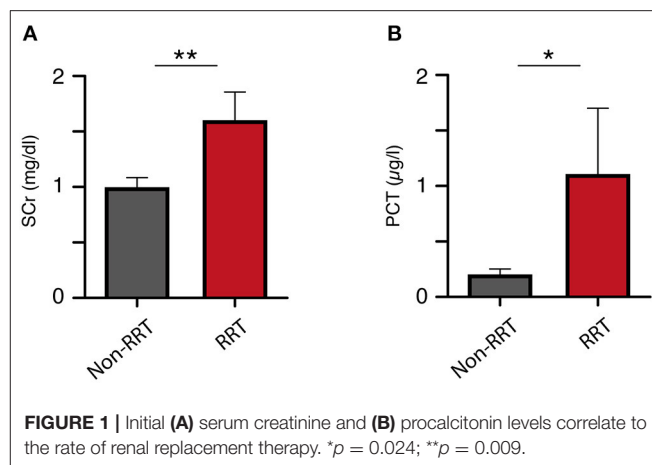 A
**
2
1
0
SCr (mg/dl)
Non-RRT
RRT
B
*
2
1
0
PCT (µg/l)
Non-RRT
RRT
FIGURE 1 | Initial (A) serum creatinine and (B) procalcitonin levels correlate to
the rate of renal replacement therapy. *p = 0.024; **p = 0.009.